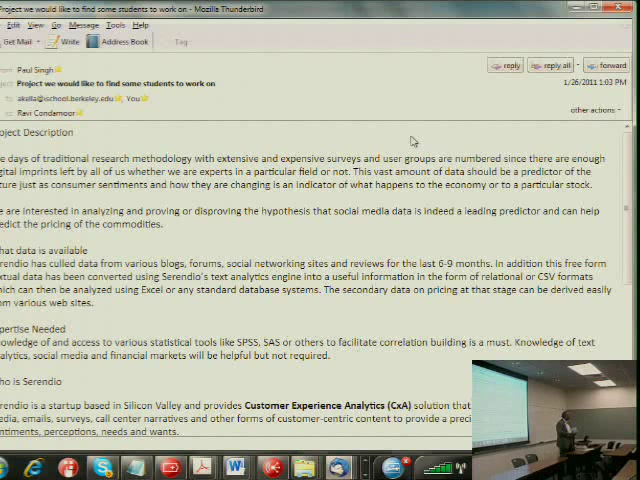 Project we would like to find some students to work on - Mozilla Thunderbird
Edit View Go Message Tools Help
Get Mail Write Address Book Tag
reply reply all forward
from Paul Singh
Project we would like to find some students to work on 1/26/2011 1:03 PM
to akella@ischool.berkeley.edu, You
Ravi Condamoor other actions
oject Description
e days of traditional research methodology with extensive and expensive surveys and user groups are numbered since there are enough
gital imprints left by all of us whether we are experts in a particular field or not. This vast amount of data should be a predictor of the
ture just as consumer sentiments and how they are changing is an indicator of what happens to the economy or to a particular stock.
e are interested in analyzing and proving or disproving the hypothesis that social media data is indeed a leading predictor and can help
edict the pricing of the commodities.
hat data is available
erendio has culled data from various blogs, forums, social networking sites and reviews for the last 6-9 months. In addition this free form
xtual data has been converted using Serendio's text analytics engine into a useful information in the form of relational or CSV formats
hich can then be analyzed using Excel or any standard database systems. The secondary data on pricing at that stage can be derived easily
om various web sites.
pertise Needed
owledge of and access to various statistical tools like SPSS, SAS or others to facilitate correlation building is a must. Knowledge of text
alytics, social media and financial markets will be helpful but not required.
ho is Serendio
erendio is a startup based in Silicon Valley and provides Customer Experience Analytics (CxA) solution that
edia, emails, surveys, call center narratives and other forms of customer-centric content to provide a preci
ntiments, perceptions, needs and wants.